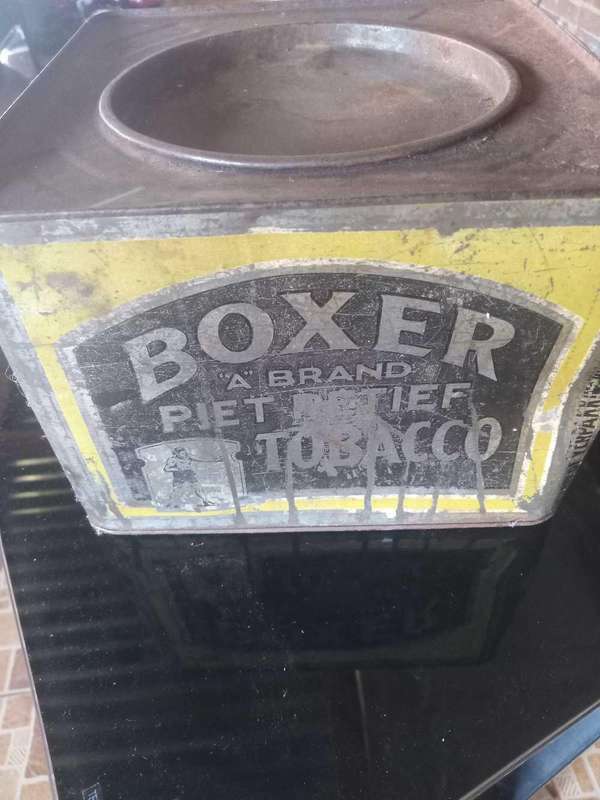 BOXER
"A" BRAND
PIET RETIEF
TOBACCO